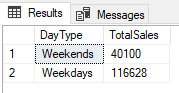 Results Messages
DayType TotalSales
1 Weekends 40100
2 Weekdays 116628